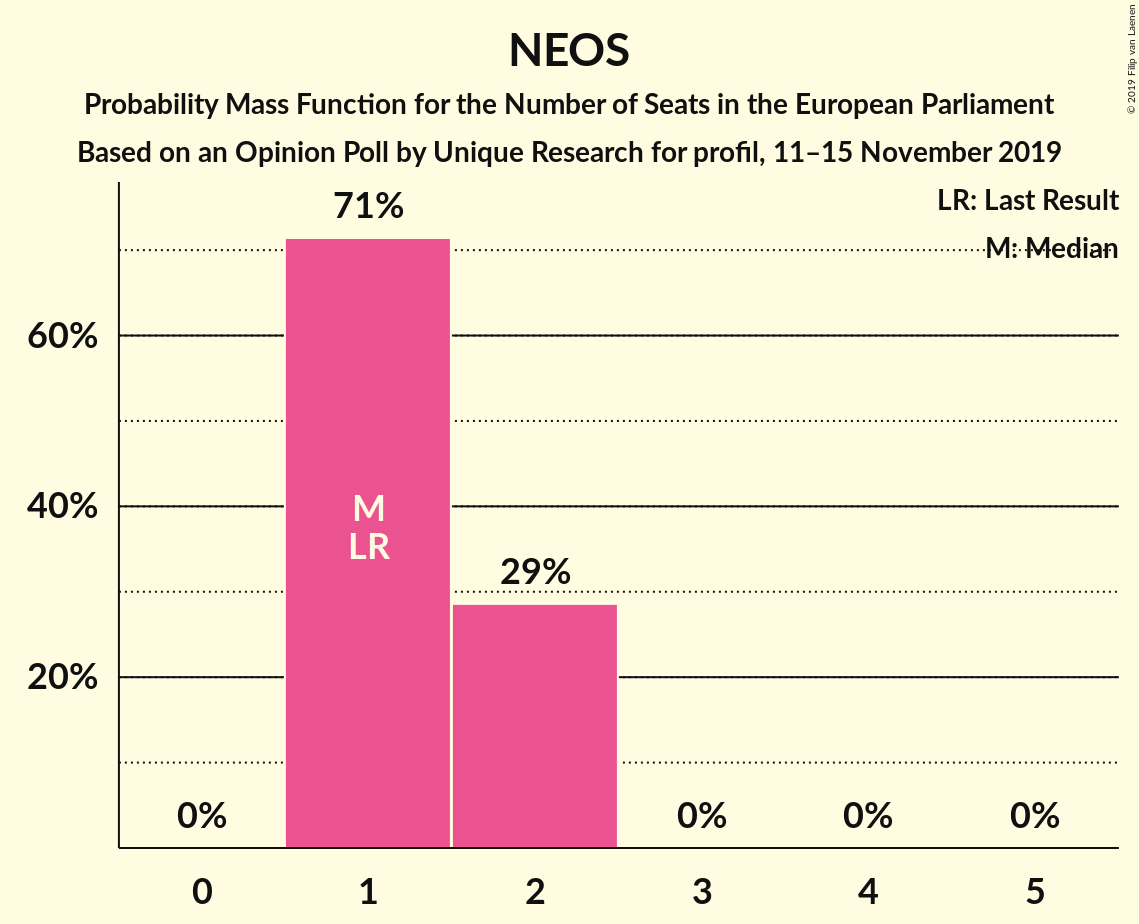 NEOS
Probability Mass Function for the Number of Seats in the European Parliament
Based on an Opinion Poll by Unique Research for profil, 11–15 November 2019
© 2019 Filip van Laenen
LR: Last Result
M: Median
71%
60%
40%
M
LR
29%
20%
0%
0%
0%
0%
0
1
2
3
4
5